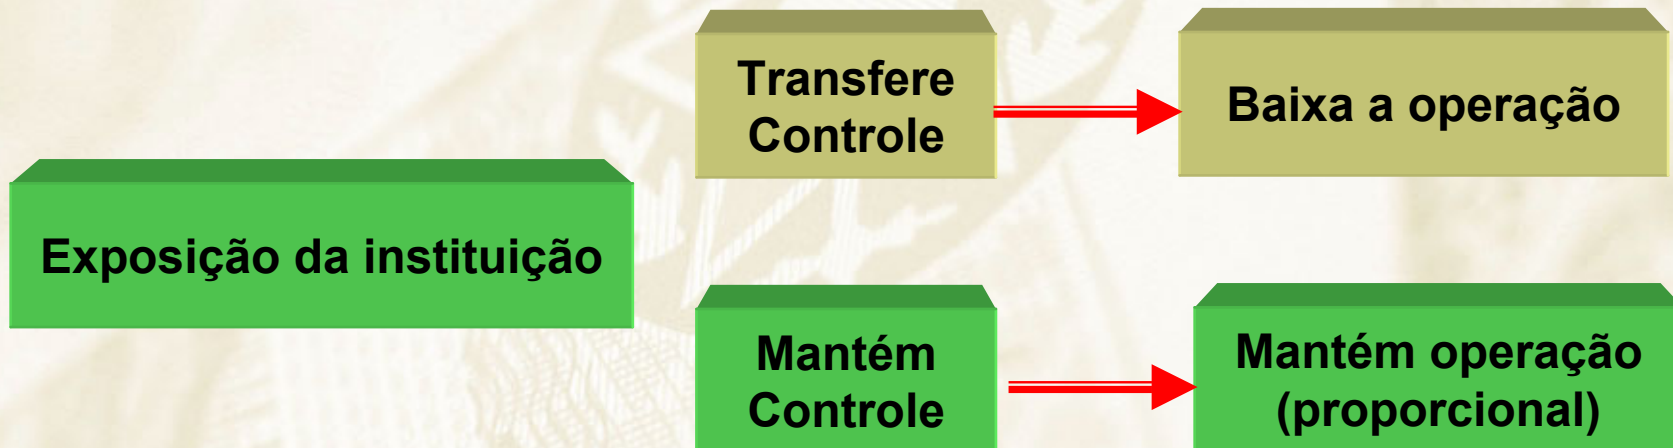 Transfere
Controle
Baixa a operação
Exposição da instituição
Mantém
Controle
Mantém operação
(proporcional)